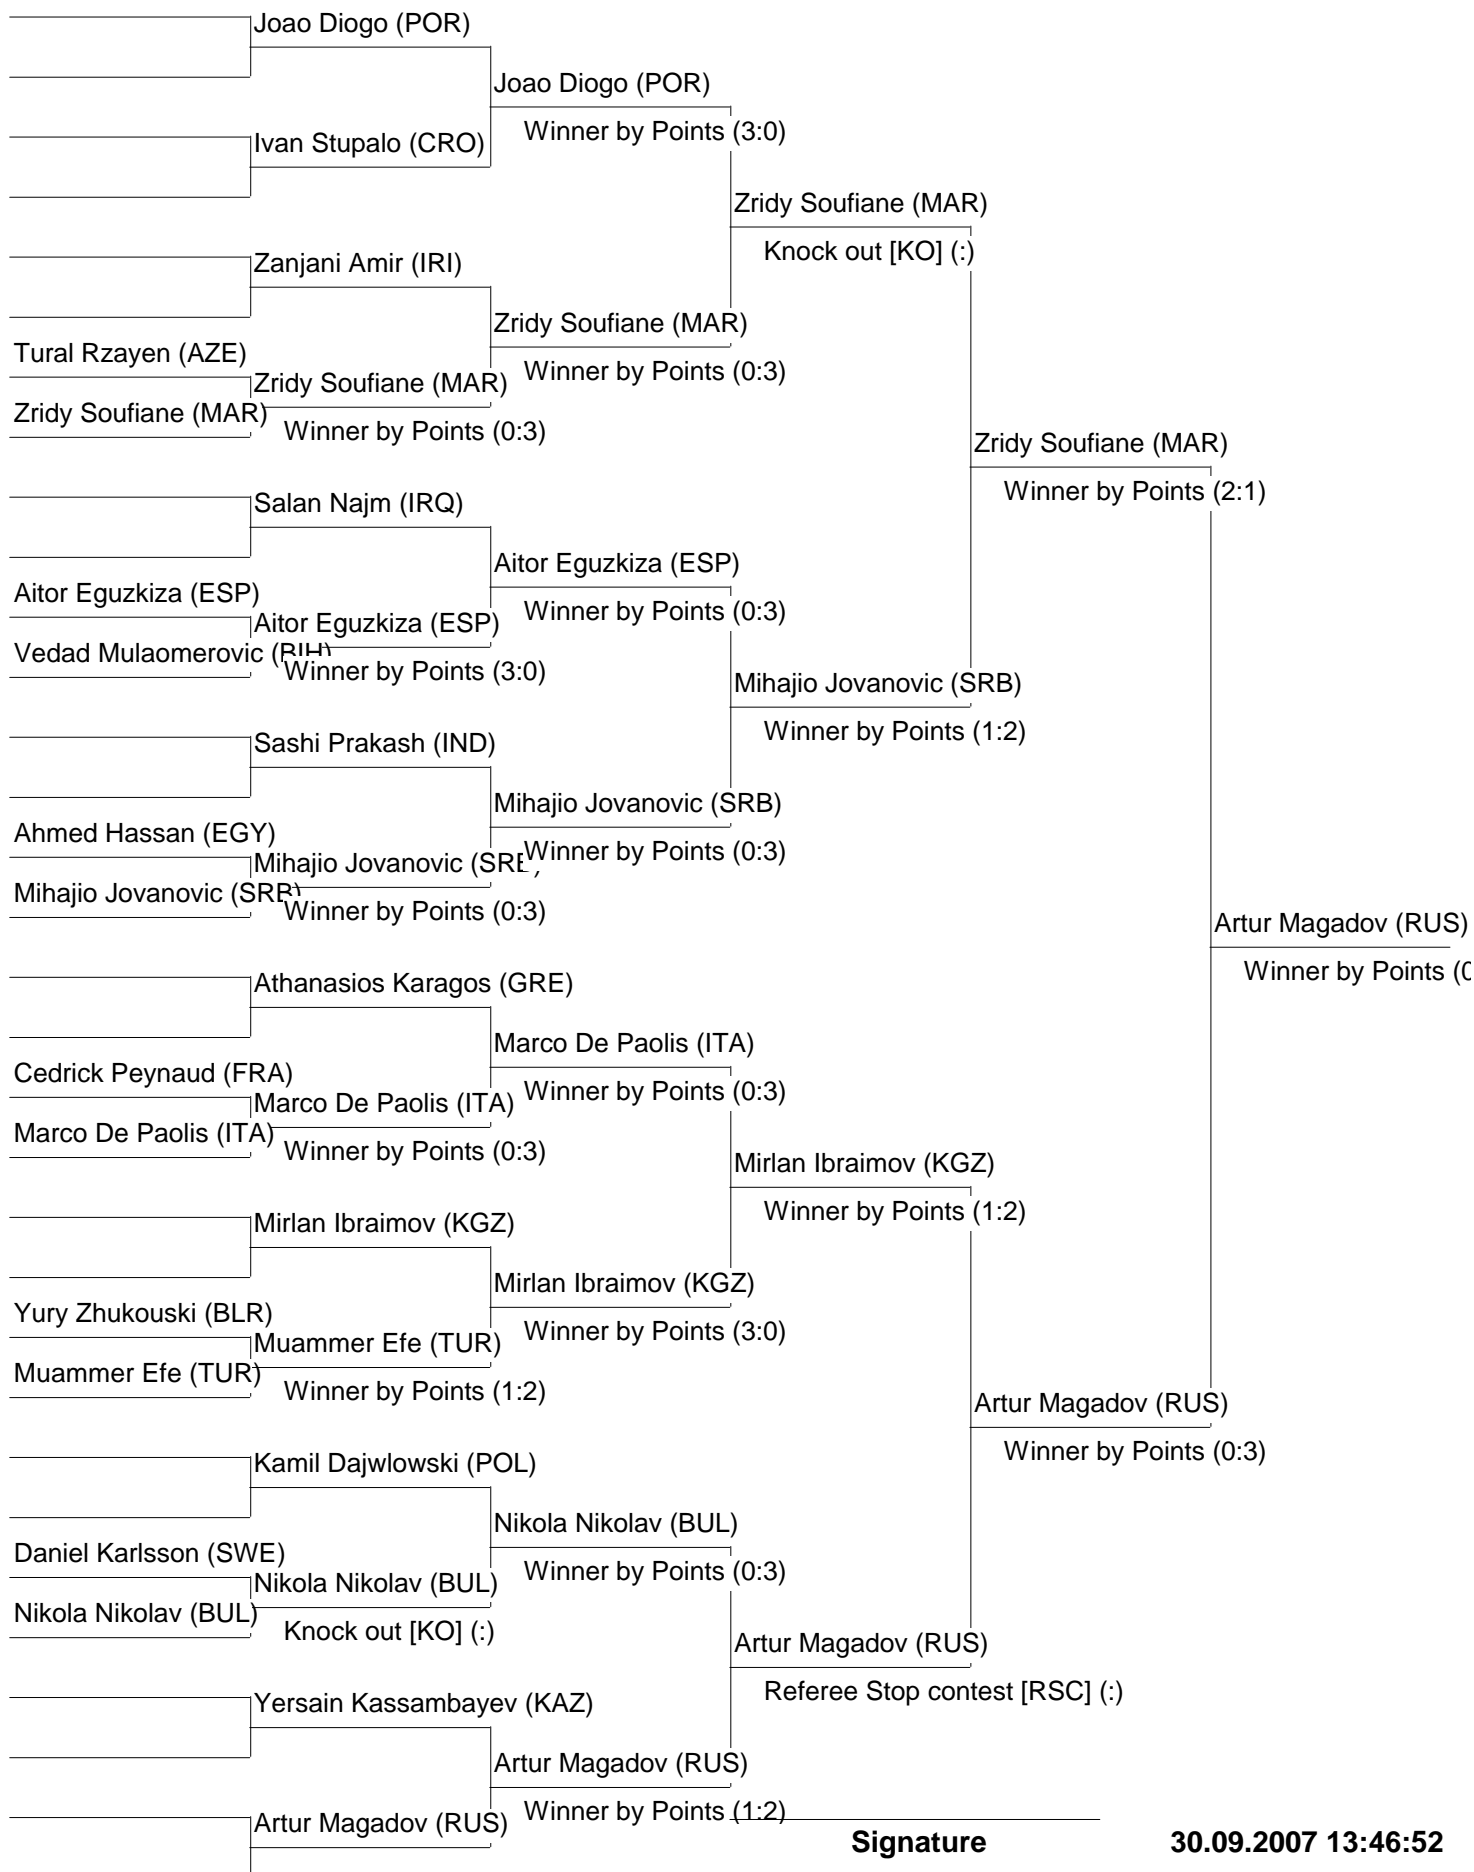 Joao Diogo (POR)
Joao Diogo (POR)
Winner by Points (3:0)
Ivan Stupalo (CRO)
Zridy Soufiane (MAR)
Knock out [KO] (:)
Zanjani Amir (IRI)
Zridy Soufiane (MAR)
Winner by Points (0:3)
Tural Rzayen (AZE)
Zridy Soufiane (MAR)
Zridy Soufiane (MAR)
Winner by Points (0:3)
Zridy Soufiane (MAR)
Winner by Points (2:1)
Salan Najm (IRQ)
Aitor Eguzkiza (ESP)
Winner by Points (0:3)
Aitor Eguzkiza (ESP)
Aitor Eguzkiza (ESP)
Vedad Mulaomerovic (BIH)
Winner by Points (3:0)
Mihajio Jovanovic (SRB)
Winner by Points (1:2)
Sashi Prakash (IND)
Mihajio Jovanovic (SRB)
Winner by Points (0:3)
Ahmed Hassan (EGY)
Mihajio Jovanovic (SRB)
Mihajio Jovanovic (SRB)
Winner by Points (0:3)
Artur Magadov (RUS)
Winner by Points (0
Athanasios Karagos (GRE)
Marco De Paolis (ITA)
Winner by Points (0:3)
Cedrick Peynaud (FRA)
Marco De Paolis (ITA)
Marco De Paolis (ITA)
Winner by Points (0:3)
Mirlan Ibraimov (KGZ)
Winner by Points (1:2)
Mirlan Ibraimov (KGZ)
Mirlan Ibraimov (KGZ)
Winner by Points (3:0)
Yury Zhukouski (BLR)
Muammer Efe (TUR)
Muammer Efe (TUR)
Winner by Points (1:2)
Artur Magadov (RUS)
Winner by Points (0:3)
Kamil Dajwlowski (POL)
Nikola Nikolav (BUL)
Winner by Points (0:3)
Daniel Karlsson (SWE)
Nikola Nikolav (BUL)
Nikola Nikolav (BUL)
Knock out [KO] (:)
Artur Magadov (RUS)
Referee Stop contest [RSC] (:)
Yersain Kassambayev (KAZ)
Artur Magadov (RUS)
Winner by Points (1:2)
Artur Magadov (RUS)
Signature
30.09.2007 13:46:52